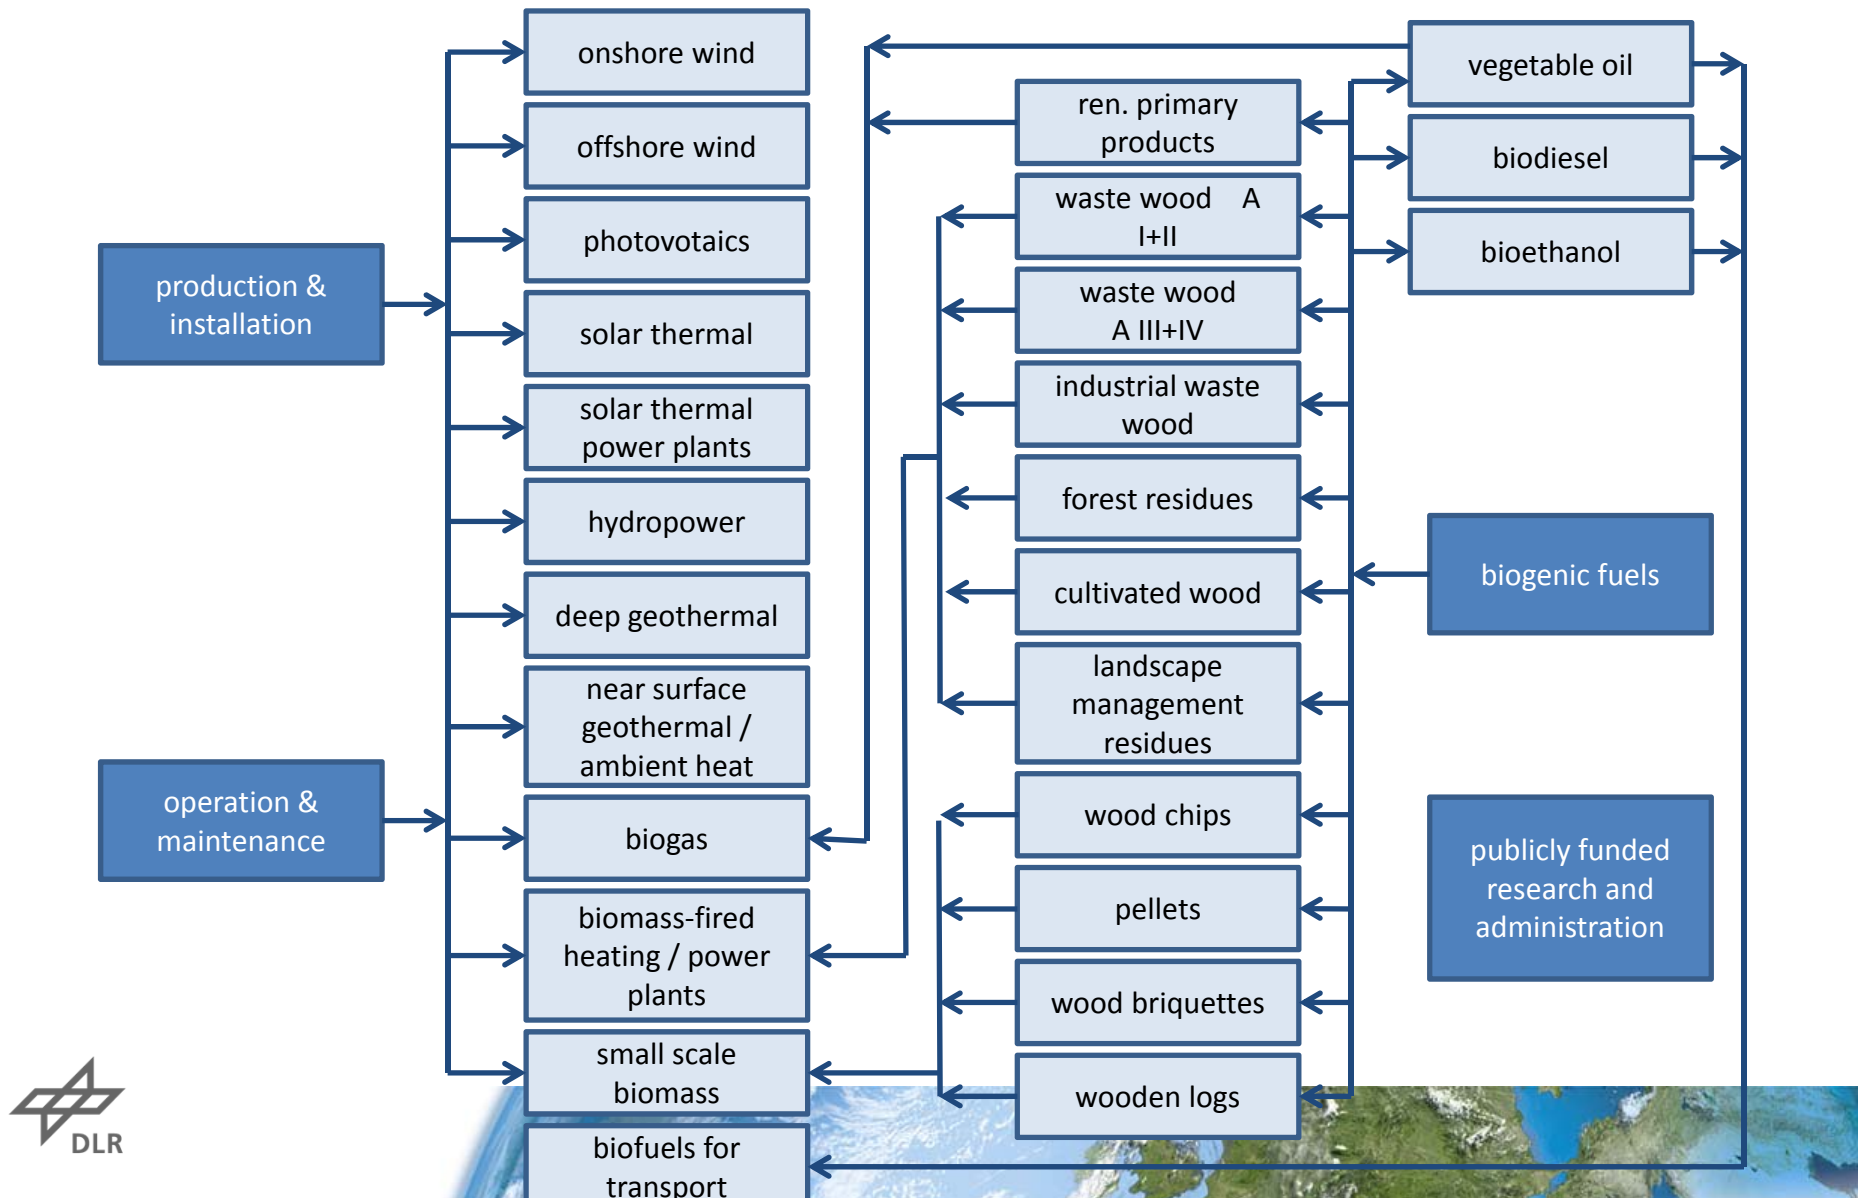 production &
installation
operation &
maintenance
onshore wind
offshore wind
photovotaics
solar thermal
solar thermal
power plants
hydropower
deep geothermal
near surface
geothermal /
ambient heat
biogas
biomass-fired
heating / power
plants
small scale
biomass
biofuels for
transport
ren. primary
products
waste wood A
I+II
waste wood
A III+IV
industrial waste
wood
forest residues
cultivated wood
landscape
management
residues
wood chips
pellets
wood briquettes
wooden logs
vegetable oil
biodiesel
bioethanol
biogenic fuels
publicly funded
research and
administration
DLR